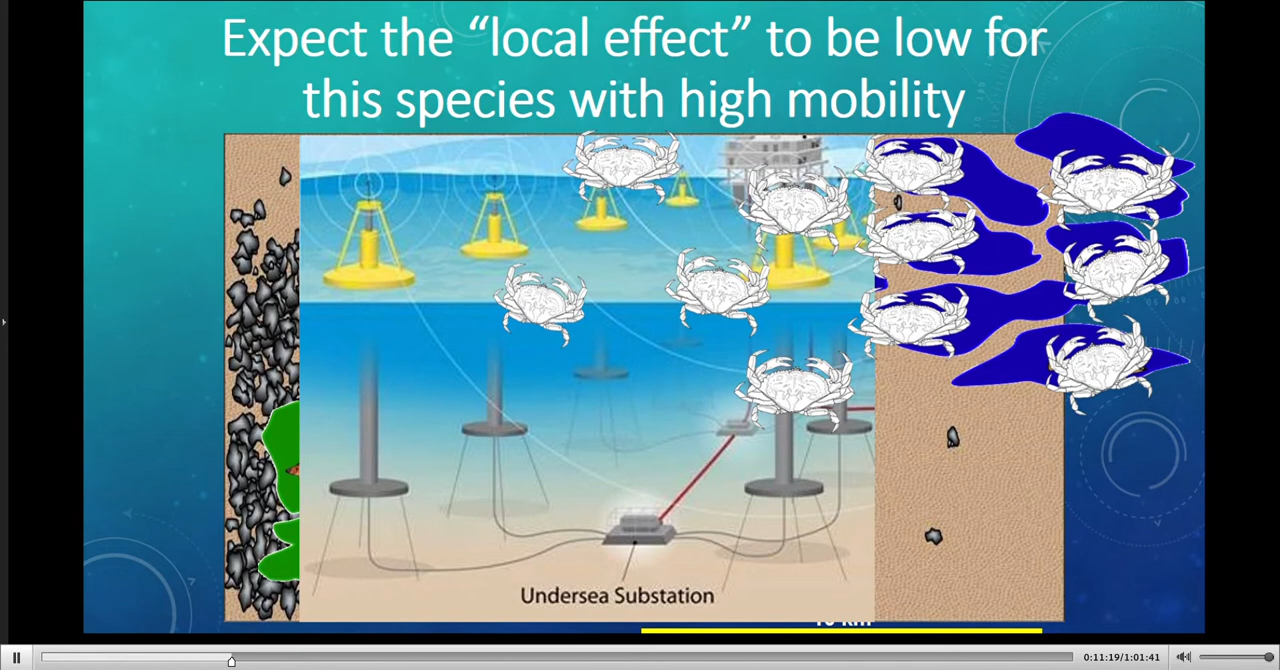 Expect the “local effect” to be low for
this species with high mobility
Undersea Substation
0:11:19/1:01:41